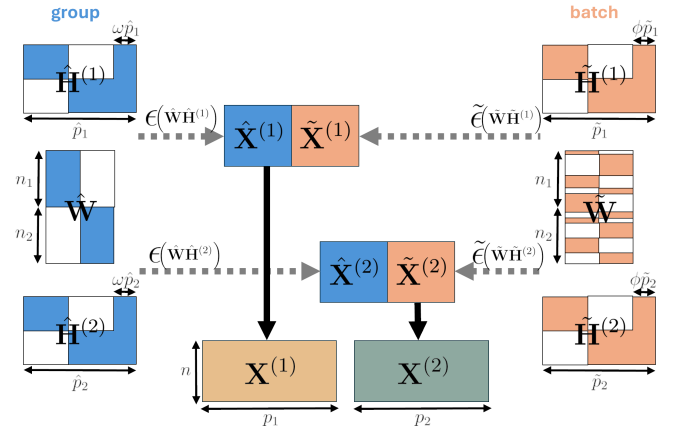 group
batch
ωp̂₁
ϕp̃₁
Ĥ⁽¹⁾
H̃⁽¹⁾
p̂₁
p̃₁
ϵ(ŴĤ⁽¹⁾)
X̂⁽¹⁾ X̃⁽¹⁾
ϵ̃(W̃H̃⁽¹⁾)
n₁
n₁
Ŵ
W̃
n₂
n₂
ϵ(ŴĤ⁽²⁾)
X̂⁽²⁾ X̃⁽²⁾
ϵ̃(W̃H̃⁽²⁾)
ωp̂₂
ϕp̃₂
Ĥ⁽²⁾
H̃⁽²⁾
p̂₂
p̃₂
n
X⁽¹⁾
X⁽²⁾
p₁
p₂